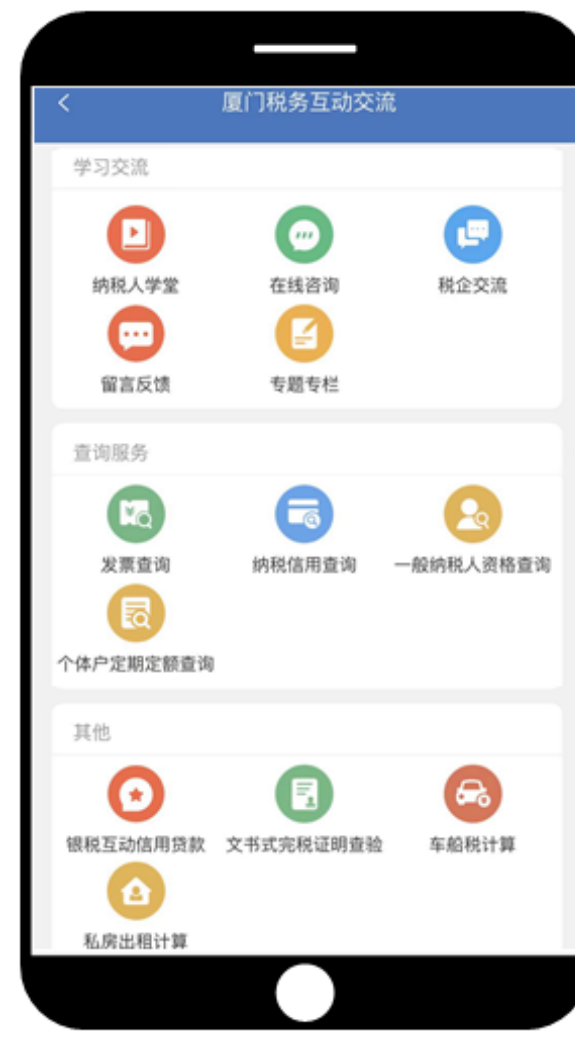 厦门税务互动交流
学习交流
纳税人学堂 在线咨询 税企交流
留言反馈 专题专栏
查询服务
发票查询 纳税信用查询 一般纳税人资格查询
个体户定期定额查询
其他
银税互动信用贷款 文书式完税证明查验 车船税计算
私房出租计算